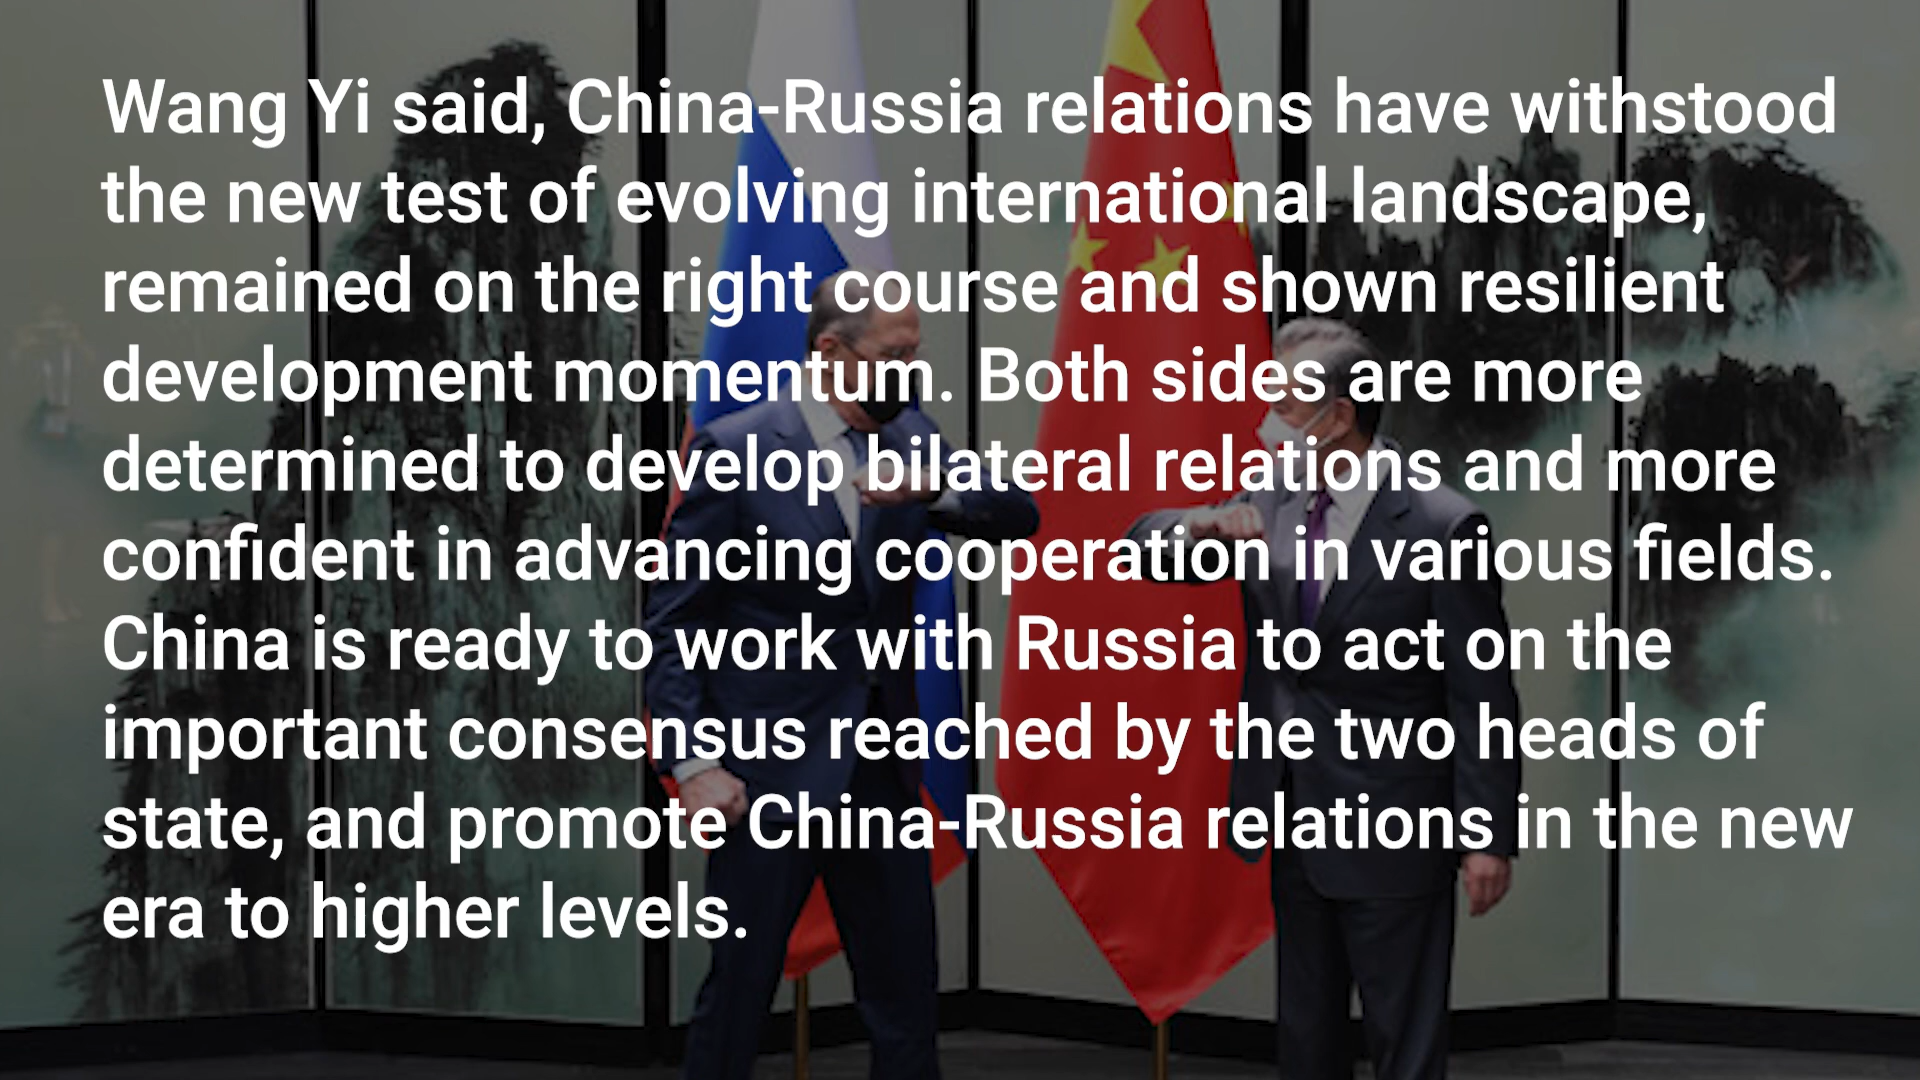 Wang Yi said, China-Russia relations have withstood
the new test of evolving international landscape,
remained on the right course and shown resilient
development momentum. Both sides are more
determined to develop bilateral relations and more
confident in advancing cooperation in various fields.
China is ready to work with Russia to act on the
important consensus reached by the two heads of
state, and promote China-Russia relations in the new
era to higher levels.